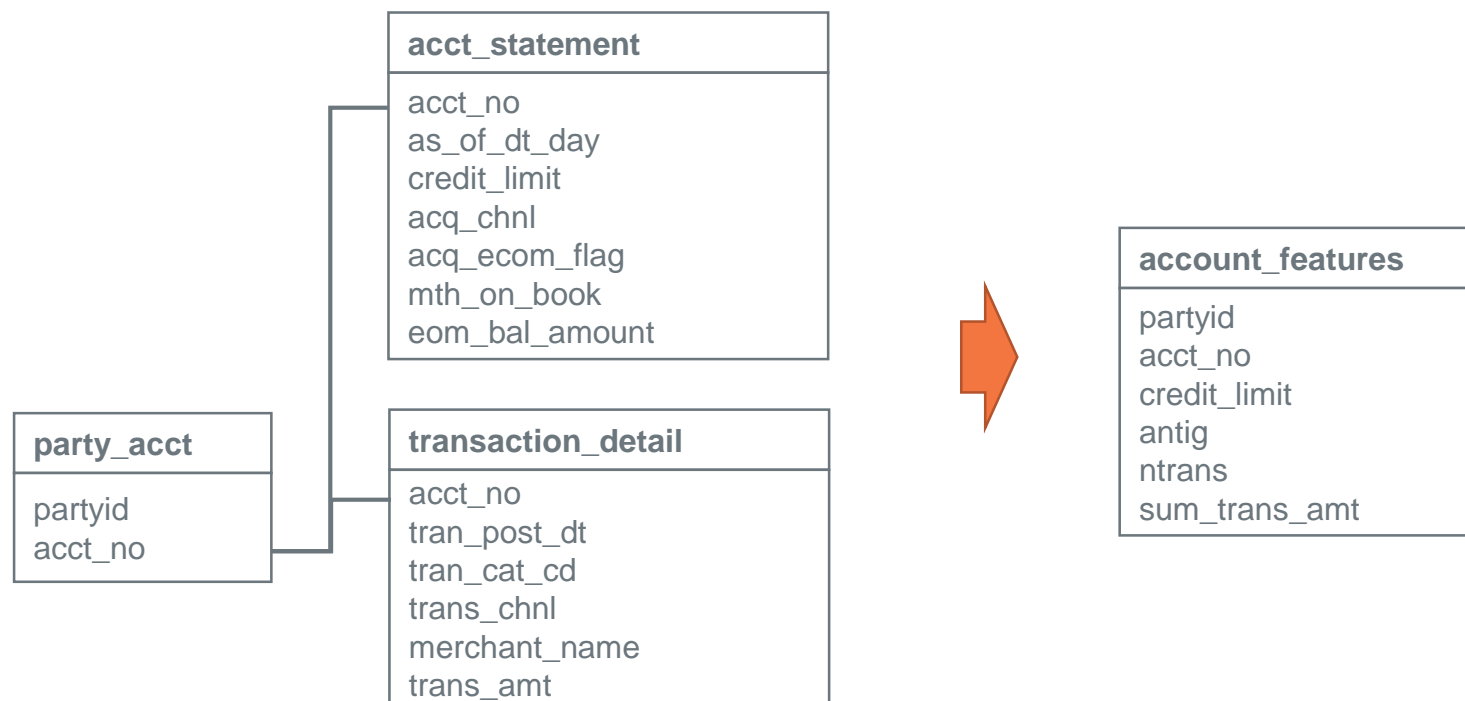 acct_statement
acct_no
as_of_dt_day
credit_limit
acq_chnl
acq_ecom_flag
mth_on_book
eom_bal_amount
party_acct
partyid
acct_no
transaction_detail
acct_no
tran_post_dt
tran_cat_cd
trans_chnl
merchant_name
trans_amt
account_features
partyid
acct_no
credit_limit
antig
ntrans
sum_trans_amt